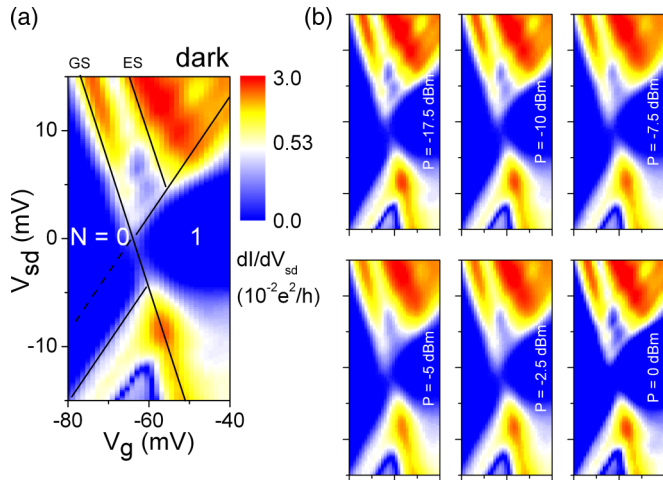 (a)
GS
ES
dark
10
0
-10
V_sd (mV)
N = 0
1
-80
-60
-40
V_g (mV)
3.0
0.53
0.0
dI/dV_sd
(10^-2 e^2/h)
(b)
P = -17.5 dBm
P = -10 dBm
P = -7.5 dBm
P = -5 dBm
P = -2.5 dBm
P = 0 dBm